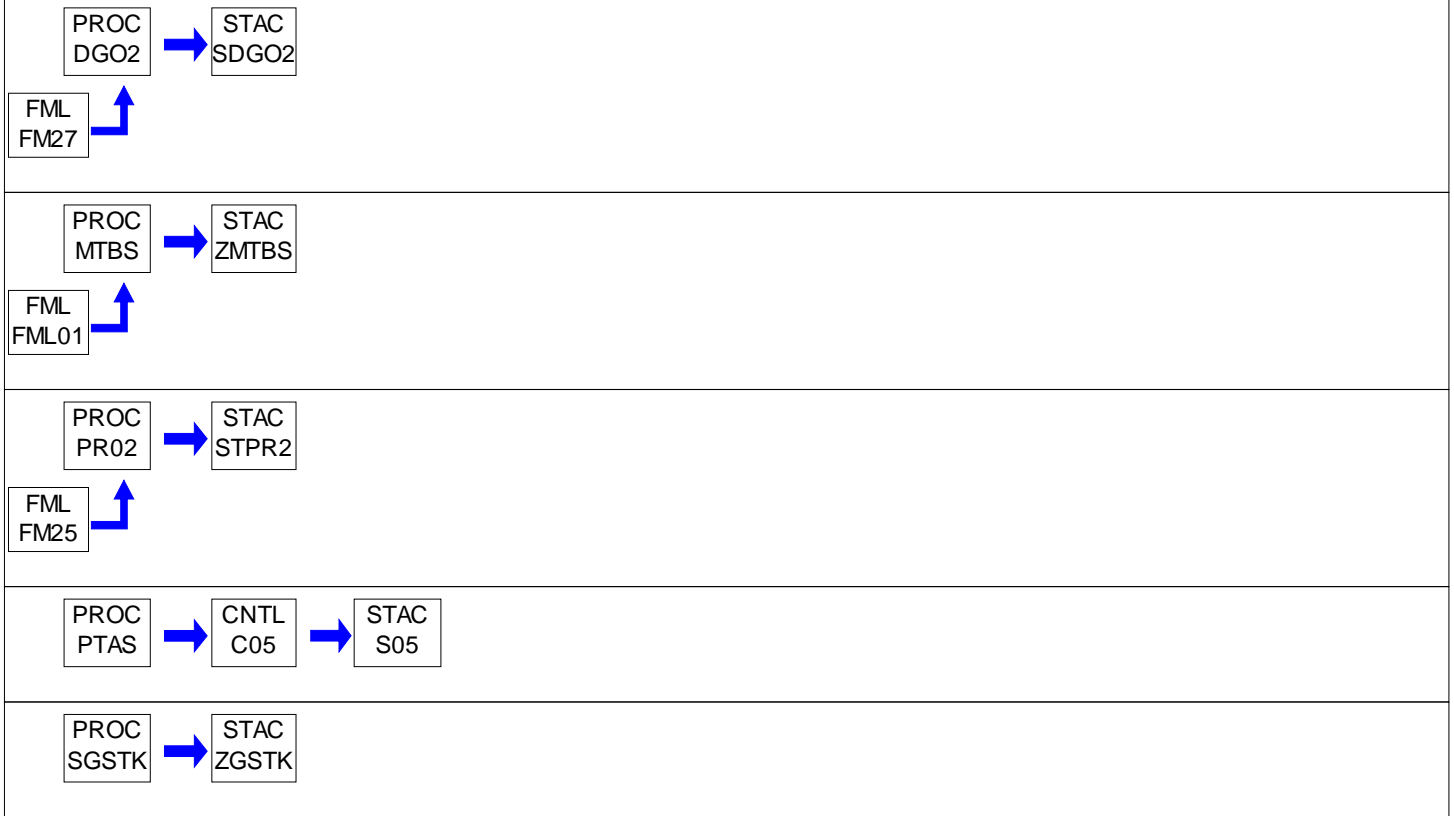 PROC
DGO2
STAC
SDGO2
FML
FM27
PROC
MTBS
STAC
ZMTBS
FML
FML01
PROC
PR02
STAC
STPR2
FML
FM25
PROC
PTAS
CNTL
C05
STAC
S05
PROC
SGSTK
STAC
ZGSTK